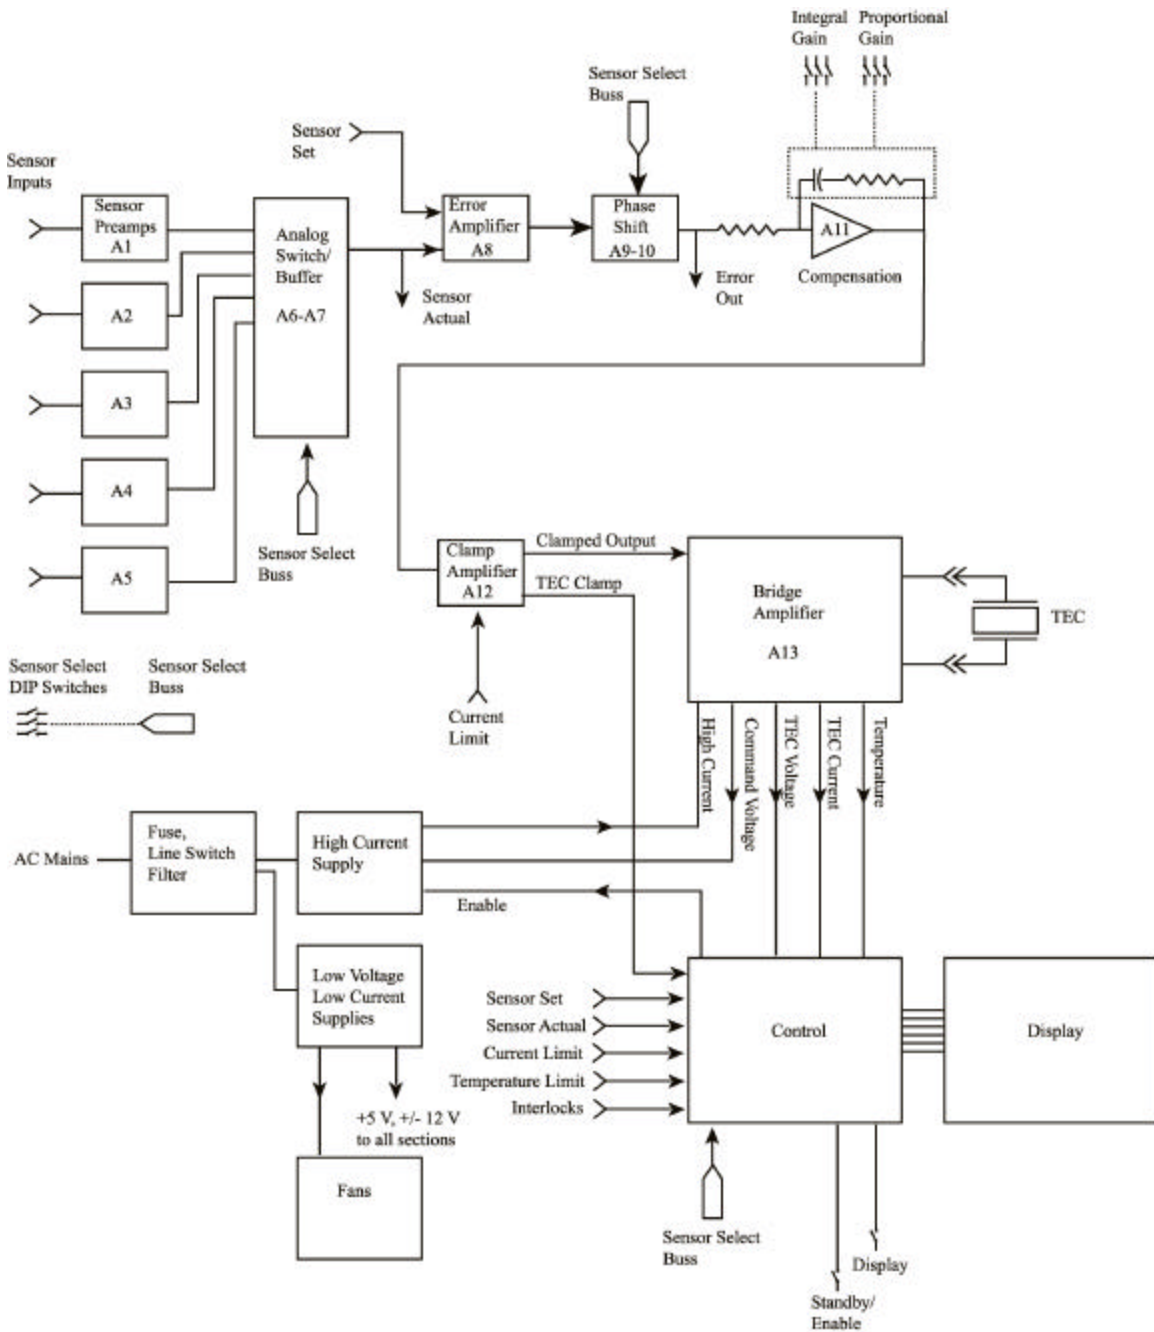 Integral
Gain
Proportional
Gain
Sensor Select
Buss
Sensor
Set
Sensor
Inputs
Sensor
Preamps
A1
Analog
Switch/
Buffer
A6-A7
Error
Amplifier
A8
Phase
Shift
A9-10
A11
Compensation
Error
Out
Sensor
Actual
A2
A3
A4
A5
Sensor Select
Buss
Clamp
Amplifier
A12
Clamped Output
TEC Clamp
Bridge
Amplifier
A13
TEC
Sensor Select
DIP Switches
Sensor Select
Buss
Current
Limit
High Current
Command Voltage
TEC Voltage
TEC Current
Temperature
AC Mains
Fuse,
Line Switch
Filter
High Current
Supply
Enable
Low Voltage
Low Current
Supplies
Sensor Set
Sensor Actual
Current Limit
Temperature Limit
Interlocks
Control
Display
+5 V, +/- 12 V
to all sections
Fans
Sensor Select
Buss
Display
Standby/
Enable